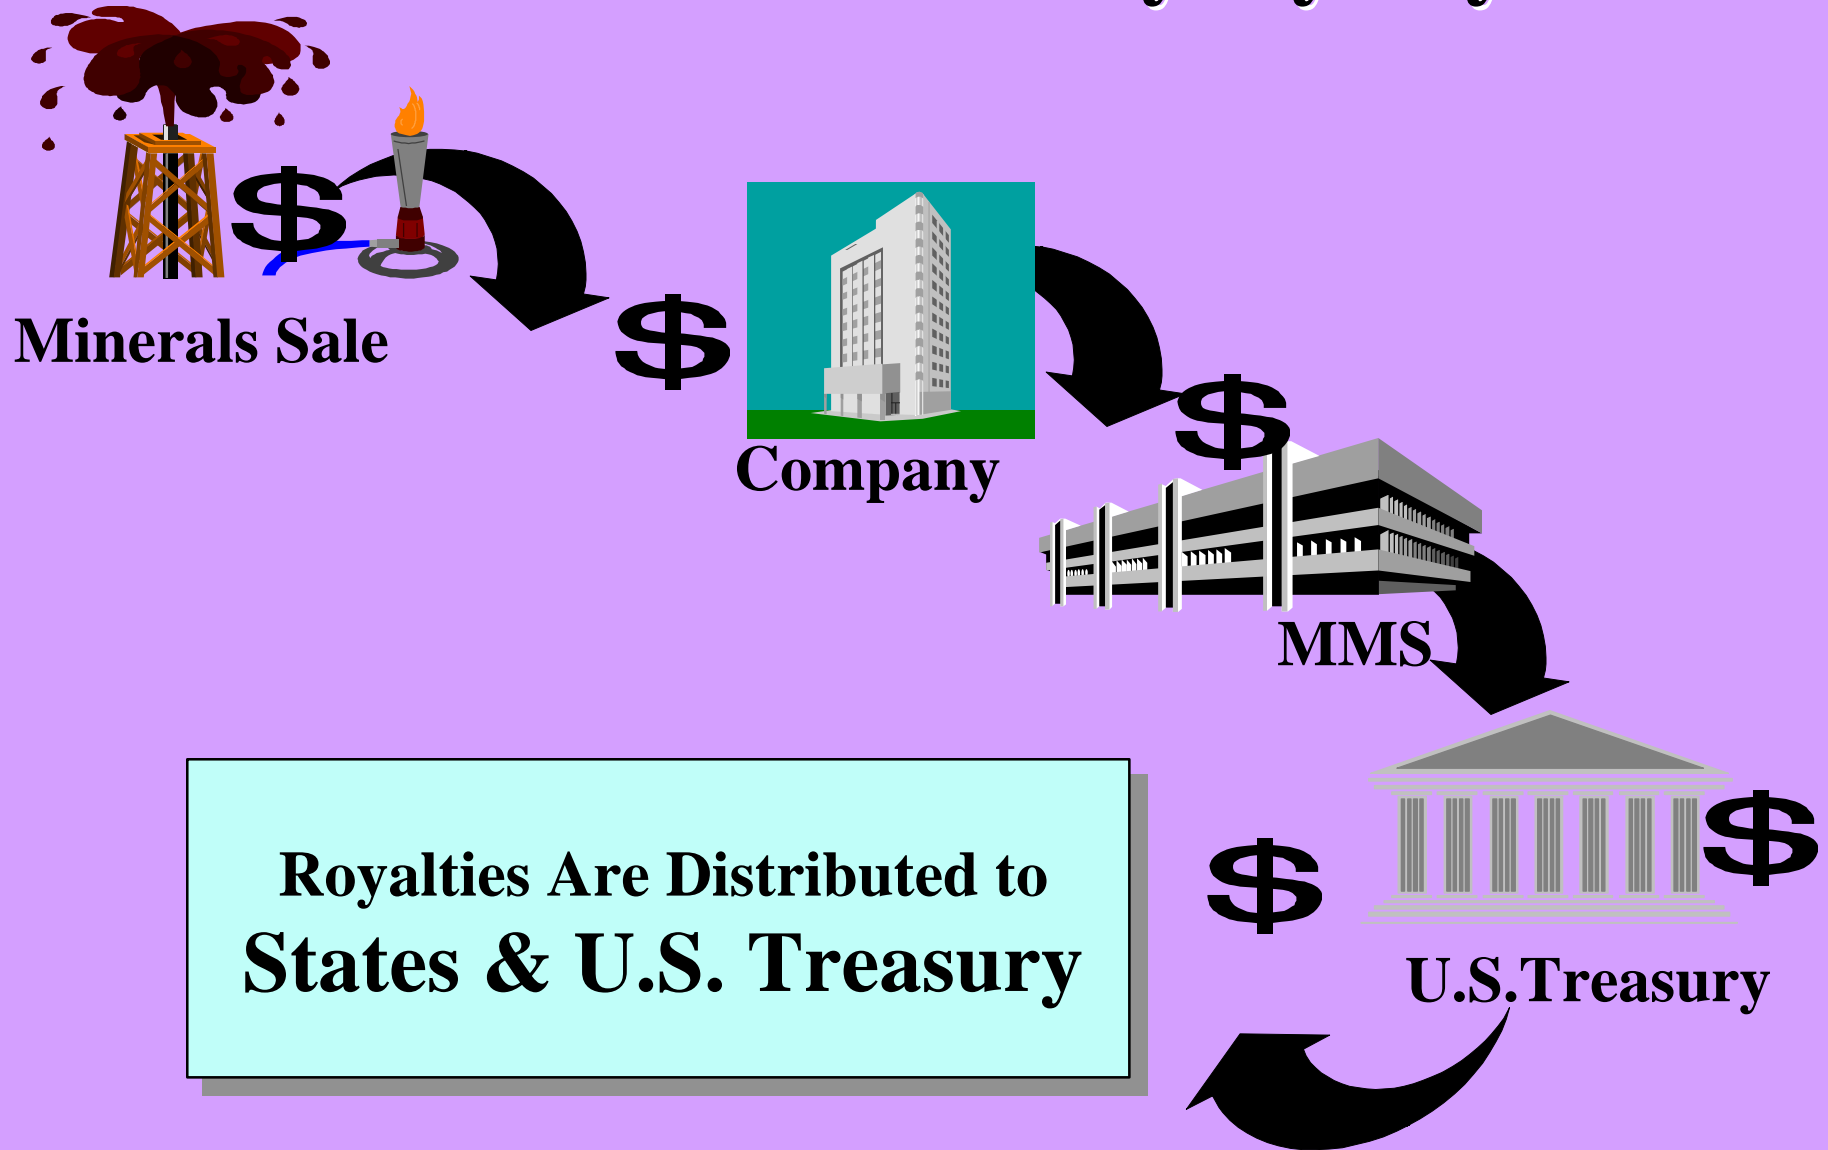 $
Minerals Sale
$
Company
$
MMS
$
$
U.S.Treasury
Royalties Are Distributed to
States & U.S. Treasury